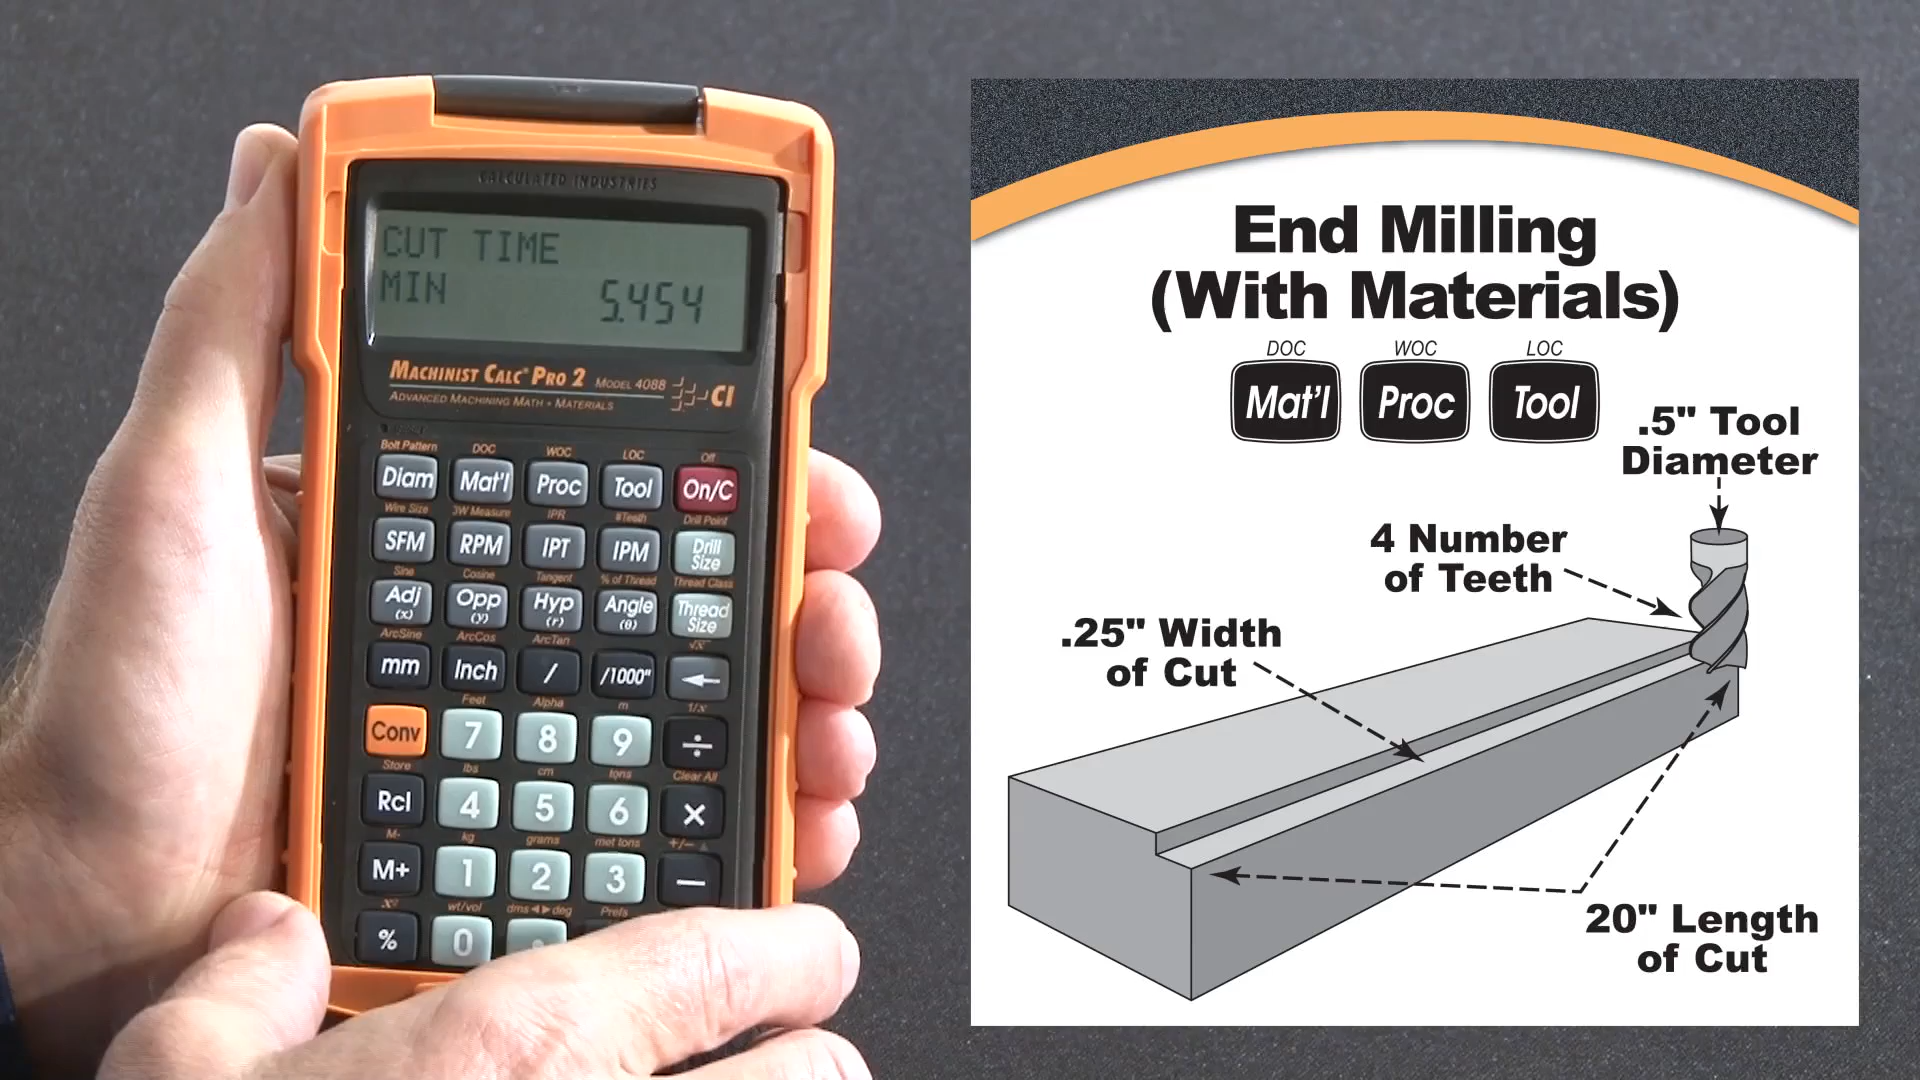 CALCULATED INDUSTRIES
CUT TIME
MIN 5.454
MACHINIST CALC® PRO 2 MODEL 4088 CI
ADVANCED MACHINING MATH • MATERIALS
Bolt Pattern DOC WOC LOC Off
Diam Mat'l Proc Tool On/C
Wire Size 3W Measure IPR #Teeth Drill Point
SFM RPM IPT IPM Drill Size
Sine Cosine Tangent % of Thread Thread Class
Adj (x) Opp (y) Hyp (r) Angle (θ) Thread Size
ArcSine ArcCos ArcTan √x
mm Inch / /1000" ←
Feet Alpha m 1/x
Conv 7 8 9 ÷
Store lbs cm tons Clear All
Rcl 4 5 6 ×
M- kg grams met tons +/−
M+ 1 2 3 −
x² wt/vol dms◄►deg Prefs
% 0 .
End Milling
(With Materials)
DOC WOC LOC
Mat'l Proc Tool
.5" Tool
Diameter
4 Number
of Teeth
.25" Width
of Cut
20" Length
of Cut